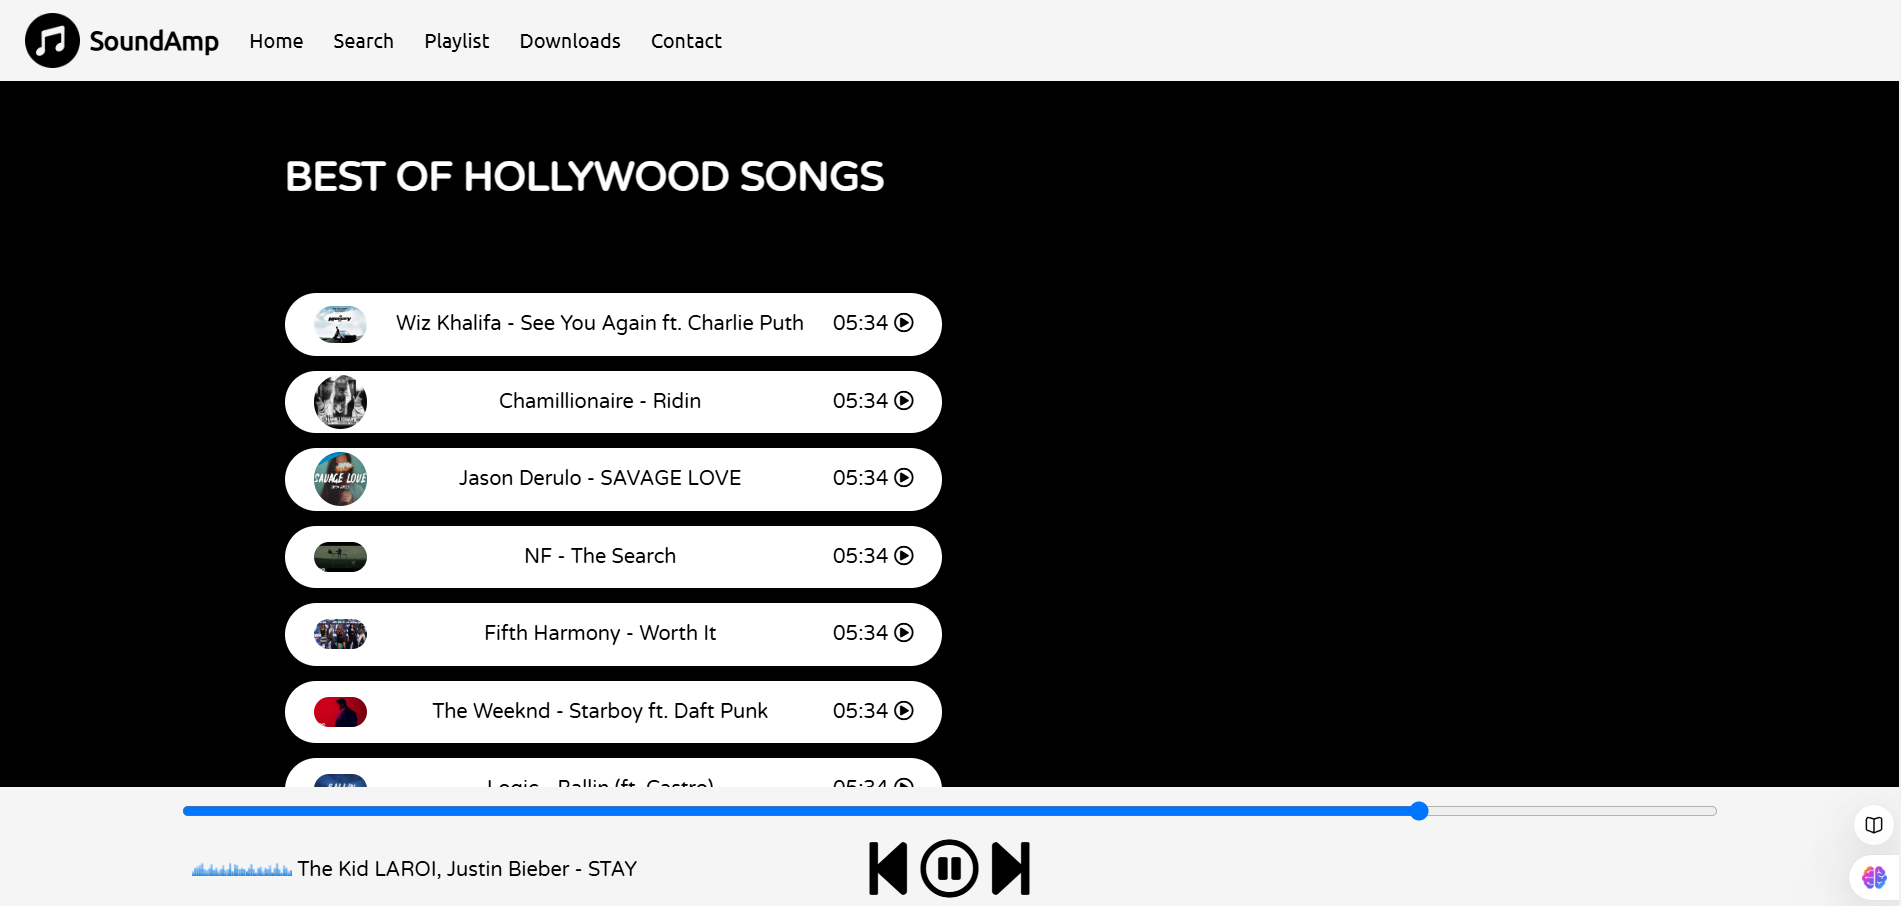 SoundAmp Home Search Playlist Downloads Contact
BEST OF HOLLYWOOD SONGS
Wiz Khalifa - See You Again ft. Charlie Puth 05:34
Chamillionaire - Ridin 05:34
SAVAGE LOVE Jason Derulo - SAVAGE LOVE 05:34
NF - The Search 05:34
Fifth Harmony - Worth It 05:34
The Weeknd - Starboy ft. Daft Punk 05:34
Logic - Ballin (ft. Castro) 05:34
The Kid LAROI, Justin Bieber - STAY